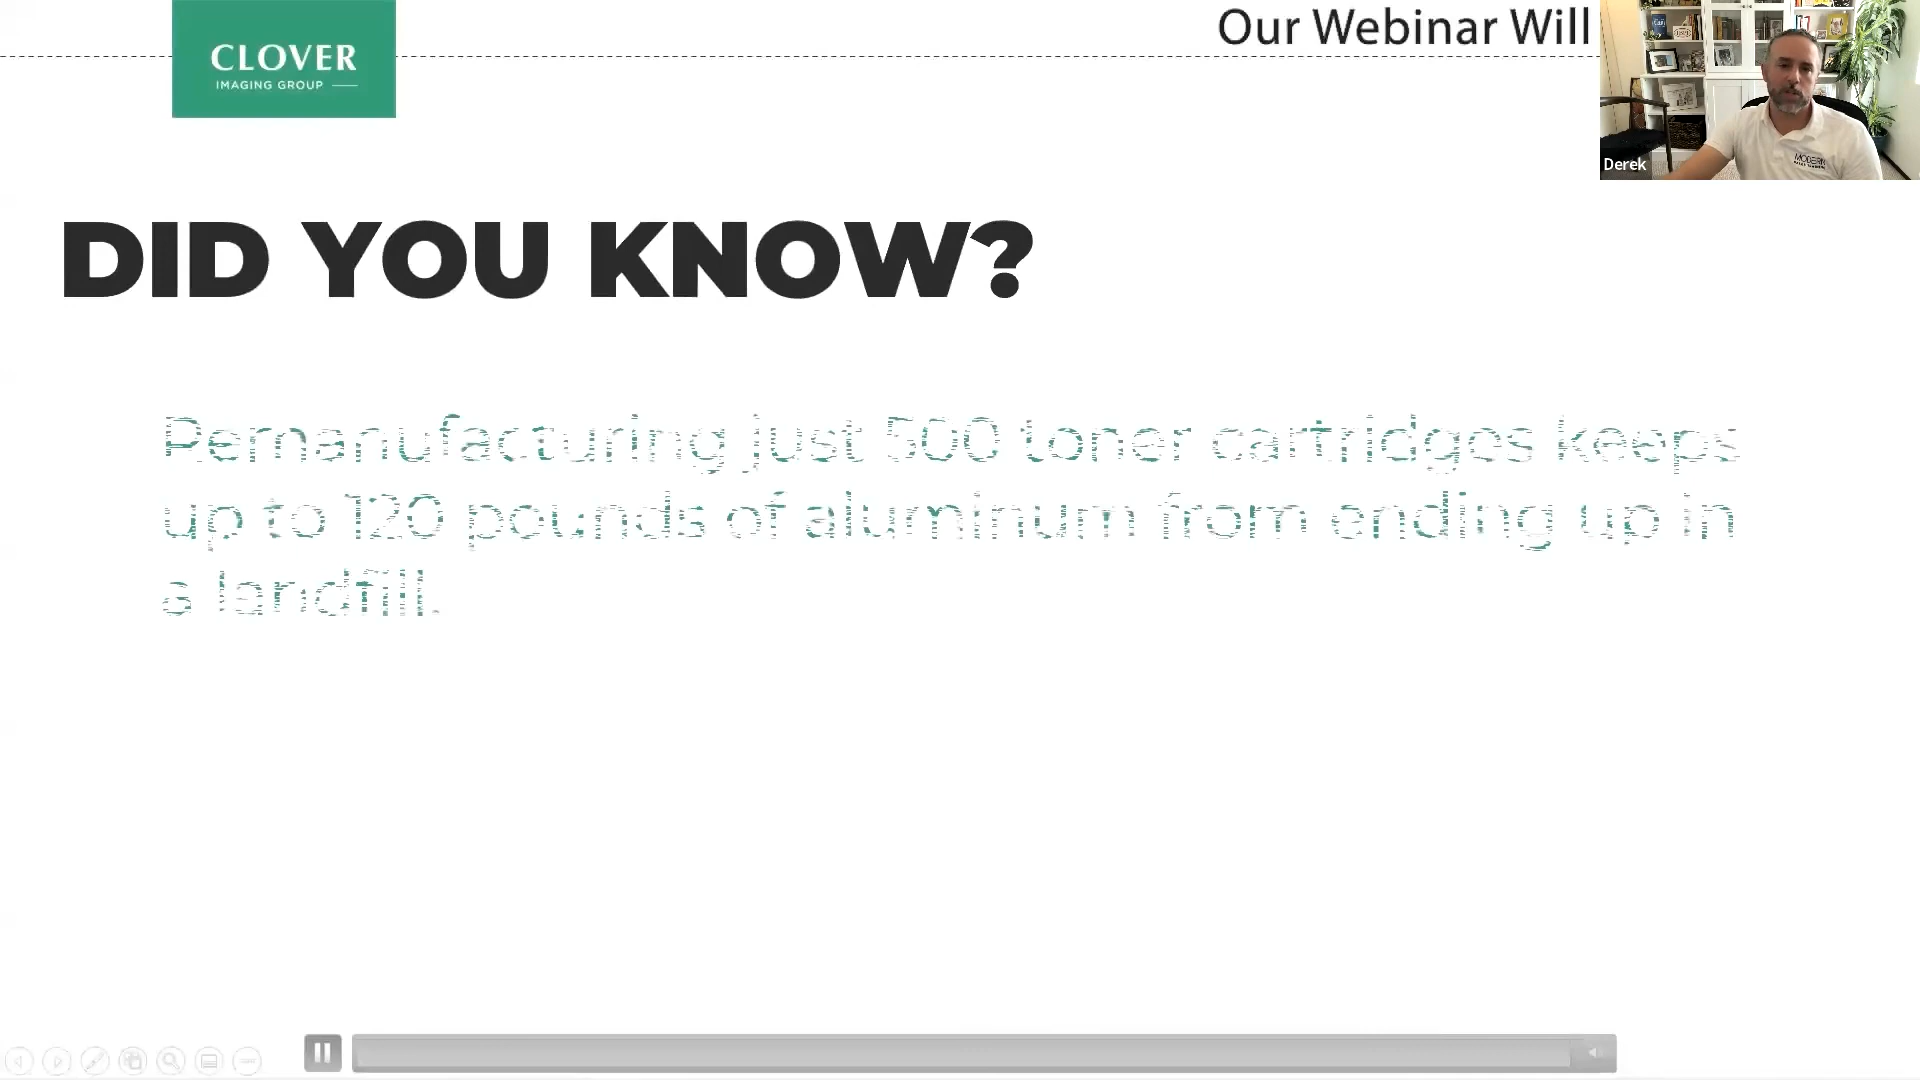 Our Webinar Will
CLOVER
IMAGING GROUP
Derek
MODERN
DID YOU KNOW?
Remanufacturing just 500 toner cartridges keeps
up to 120 pounds of aluminum from ending up in
a landfill.